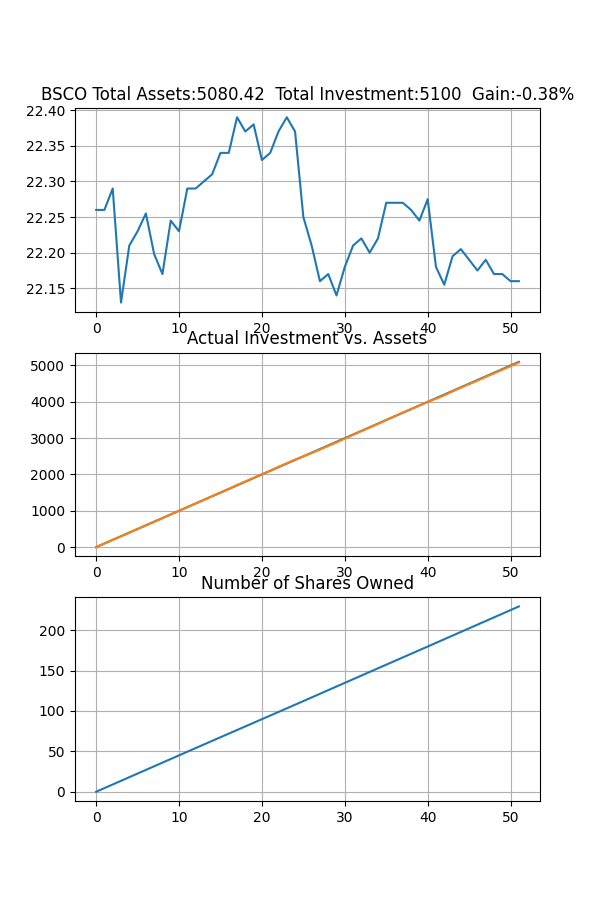 BSCO Total Assets:5080.42  Total Investment:5100  Gain:-0.38%
22.40
22.35
22.30
22.25
22.20
22.15
0 10 20 30 40 50
Actual Investment vs. Assets
5000
4000
3000
2000
1000
0
0 10 20 30 40 50
Number of Shares Owned
200
150
100
50
0
0 10 20 30 40 50